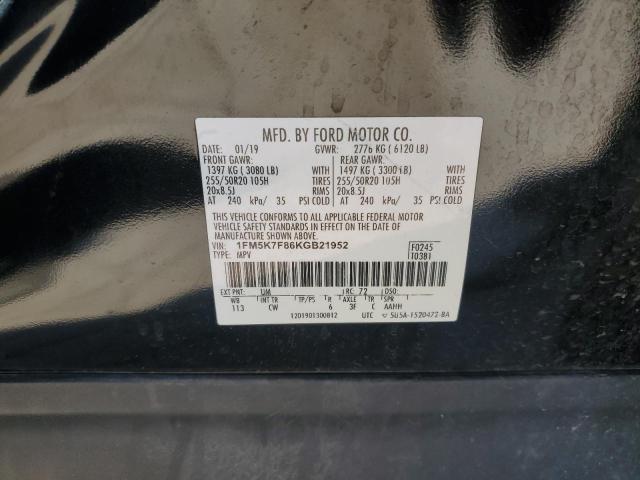 MFD. BY FORD MOTOR CO.
DATE: 01/19 GVWR: 2776 KG ( 6120 LB)
FRONT GAWR: REAR GAWR:
1397 KG ( 3080 LB) WITH 1497 KG ( 3300 LB) WITH
255/50R20 105H TIRES 255/50R20 105H TIRES
20x8.5J RIMS 20x8.5J RIMS
AT 240 kPa/ 35 PSI COLD AT 240 kPa/ 35 PSI COLD
THIS VEHICLE CONFORMS TO ALL APPLICABLE FEDERAL MOTOR
VEHICLE SAFETY STANDARDS IN EFFECT ON THE DATE OF
MANUFACTURE SHOWN ABOVE.
VIN: 1FM5K7F86KGB21952 F0245
TYPE: MPV T0381
EXT PNT: UM RC: 72
WB INT TR TP/PS R AXLE TR SPR
113 CW 6 3F C AAHH
1201901300812 UTC 5U5A-1520472-BA